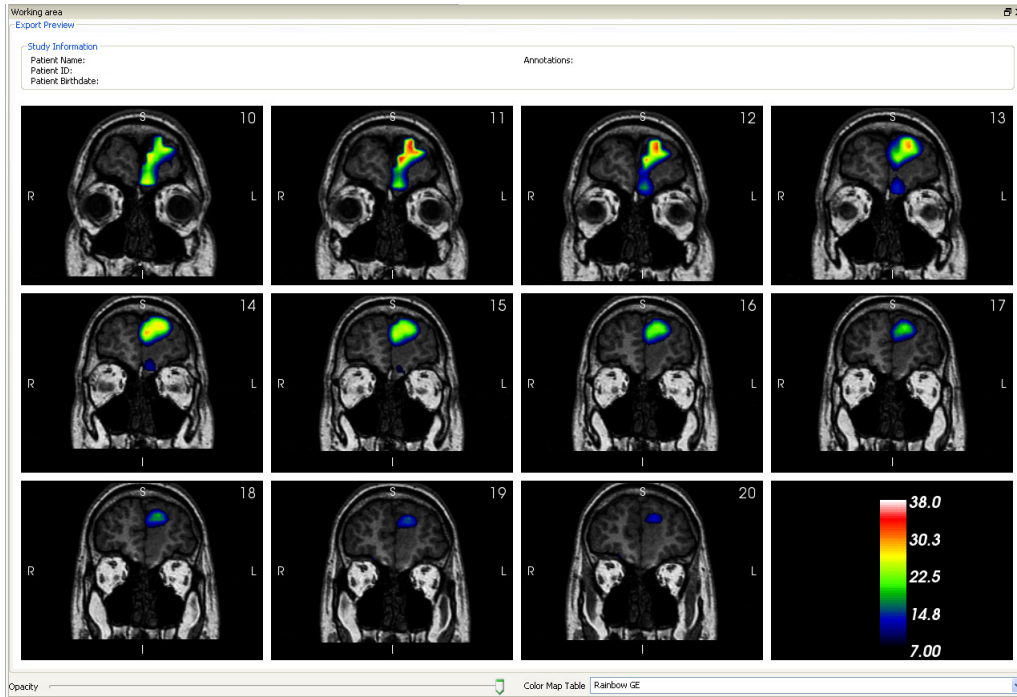 Working area
Export Preview
Study Information
Patient Name:
Annotations:
Patient ID:
Patient Birthdate:
S 10
R L
I
S 11
R L
I
S 12
R L
I
S 13
R L
I
S 14
R L
I
S 15
R L
I
S 16
R L
I
S 17
R L
I
S 18
R L
I
S 19
R L
I
S 20
R L
I
38.0
30.3
22.5
14.8
7.00
Opacity
Color Map Table Rainbow GE